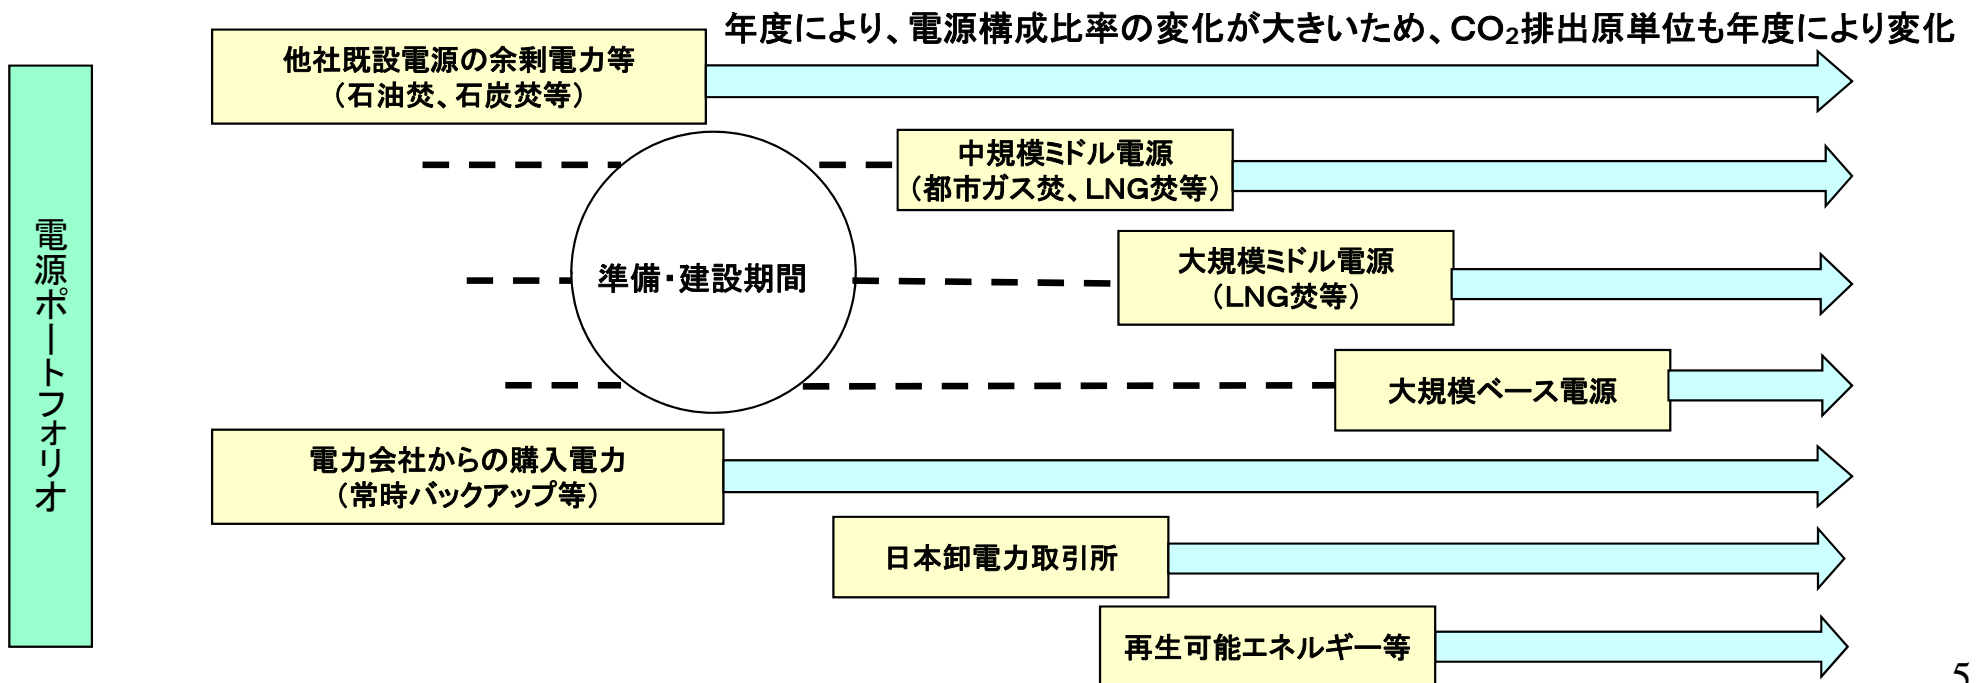 年度により、電源構成比率の変化が大きいため、CO₂排出原単位も年度により変化
電源ポートフォリオ
他社既設電源の余剰電力等
（石油焚、石炭焚等）
中規模ミドル電源
（都市ガス焚、LNG焚等）
準備・建設期間
大規模ミドル電源
（LNG焚等）
大規模ベース電源
電力会社からの購入電力
（常時バックアップ等）
日本卸電力取引所
再生可能エネルギー等
5